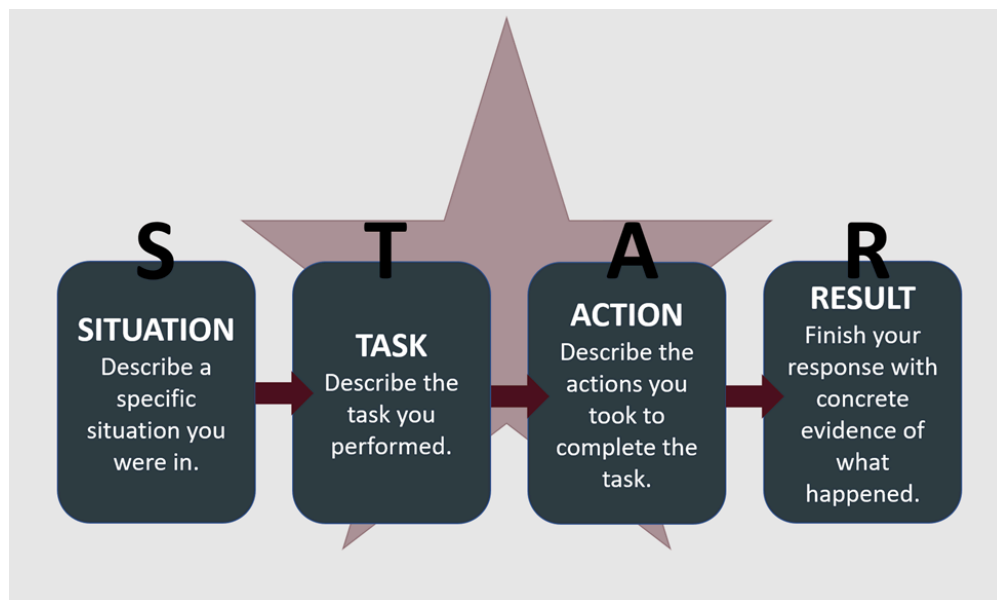 S
T
A
R
SITUATION
Describe a
specific
situation you
were in.
TASK
Describe the
task you
performed.
ACTION
Describe the
actions you
took to
complete the
task.
RESULT
Finish your
response with
concrete
evidence of
what
happened.